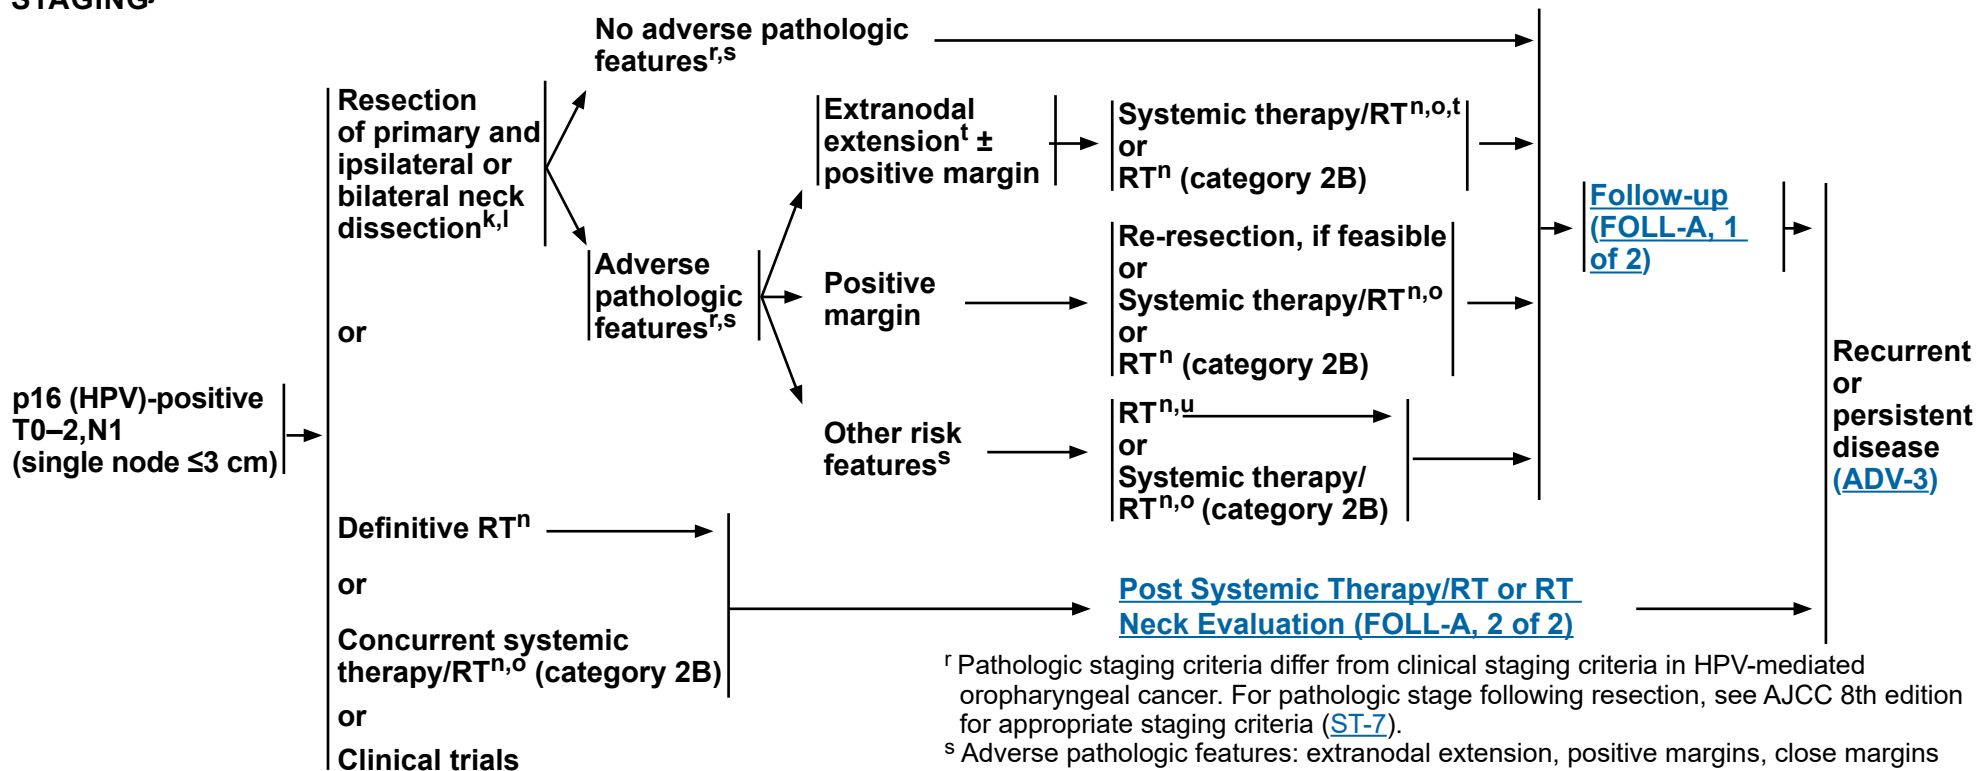 STAGING
No adverse pathologic
features r,s
Resection
of primary and
ipsilateral or
bilateral neck
dissection k,l
Extranodal
extension t ±
positive margin
Systemic therapy/RT n,o,t
or
RT n (category 2B)
Adverse
pathologic
features r,s
Positive
margin
Re-resection, if feasible
or
Systemic therapy/RT n,o
or
RT n (category 2B)
Other risk
features s
RT n,u
or
Systemic therapy/
RT n,o (category 2B)
Follow-up
(FOLL-A, 1
of 2)
Recurrent
or
persistent
disease
(ADV-3)
p16 (HPV)-positive
T0–2,N1
(single node ≤3 cm)
or
Definitive RT n
or
Concurrent systemic
therapy/RT n,o (category 2B)
or
Clinical trials
Post Systemic Therapy/RT or RT
Neck Evaluation (FOLL-A, 2 of 2)
r Pathologic staging criteria differ from clinical staging criteria in HPV-mediated
oropharyngeal cancer. For pathologic stage following resection, see AJCC 8th edition
for appropriate staging criteria (ST-7).
s Adverse pathologic features: extranodal extension, positive margins, close margins